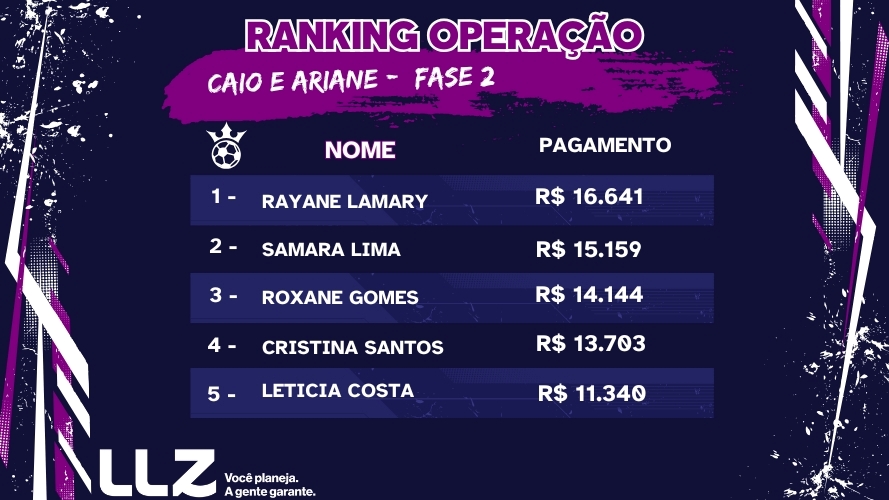 RANKING OPERAÇÃO
CAIO E ARIANE - FASE 2
NOME PAGAMENTO
1 - RAYANE LAMARY R$ 16.641
2 - SAMARA LIMA R$ 15.159
3 - ROXANE GOMES R$ 14.144
4 - CRISTINA SANTOS R$ 13.703
5 - LETICIA COSTA R$ 11.340
LLZ
Você planeja.
A gente garante.